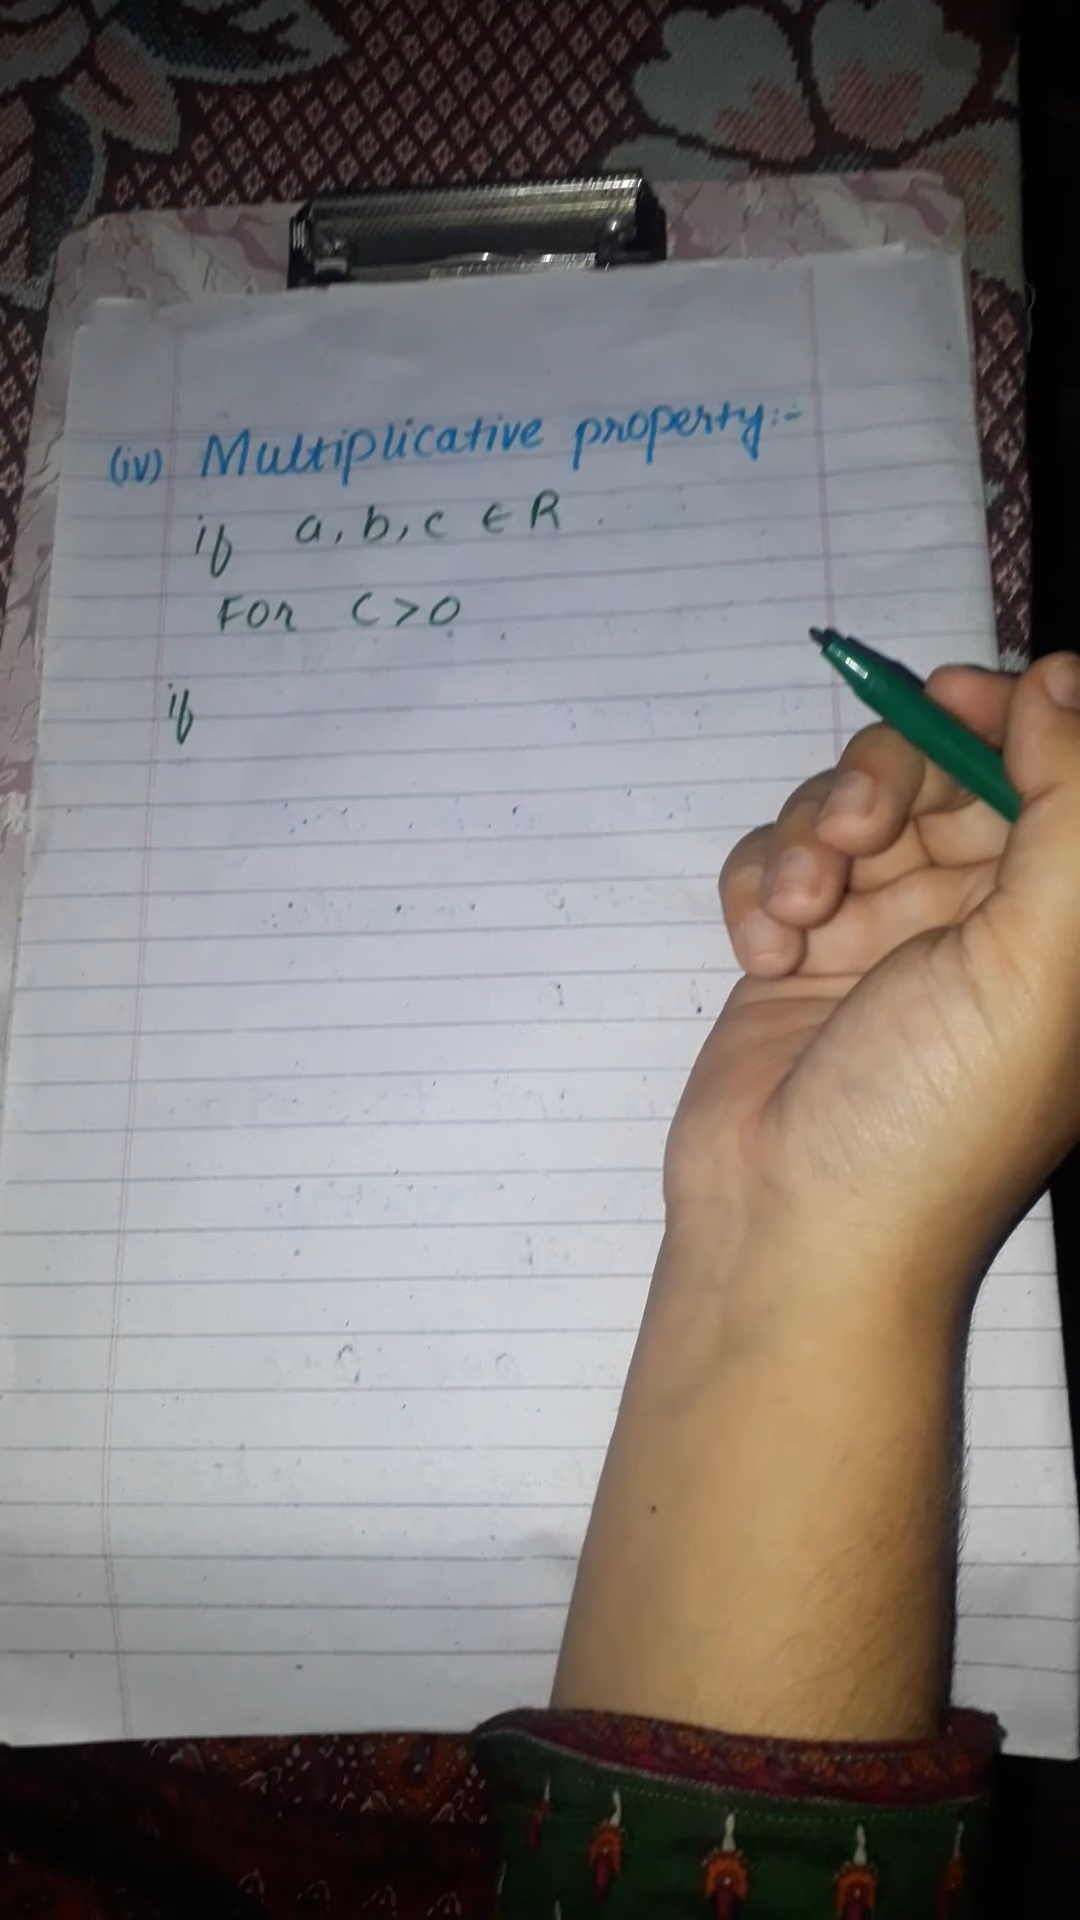 (iv) Multiplicative property:-
if a, b, c ∈ R
For C > 0
if